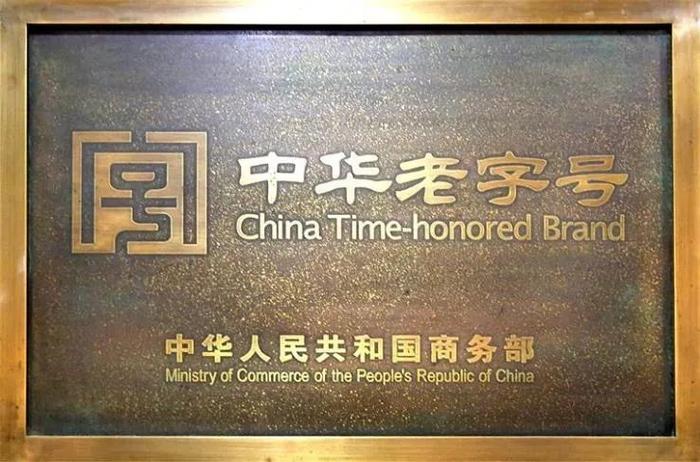 中华老字号
China Time-honored Brand
中华人民共和国商务部
Ministry of Commerce of the People's Republic of China